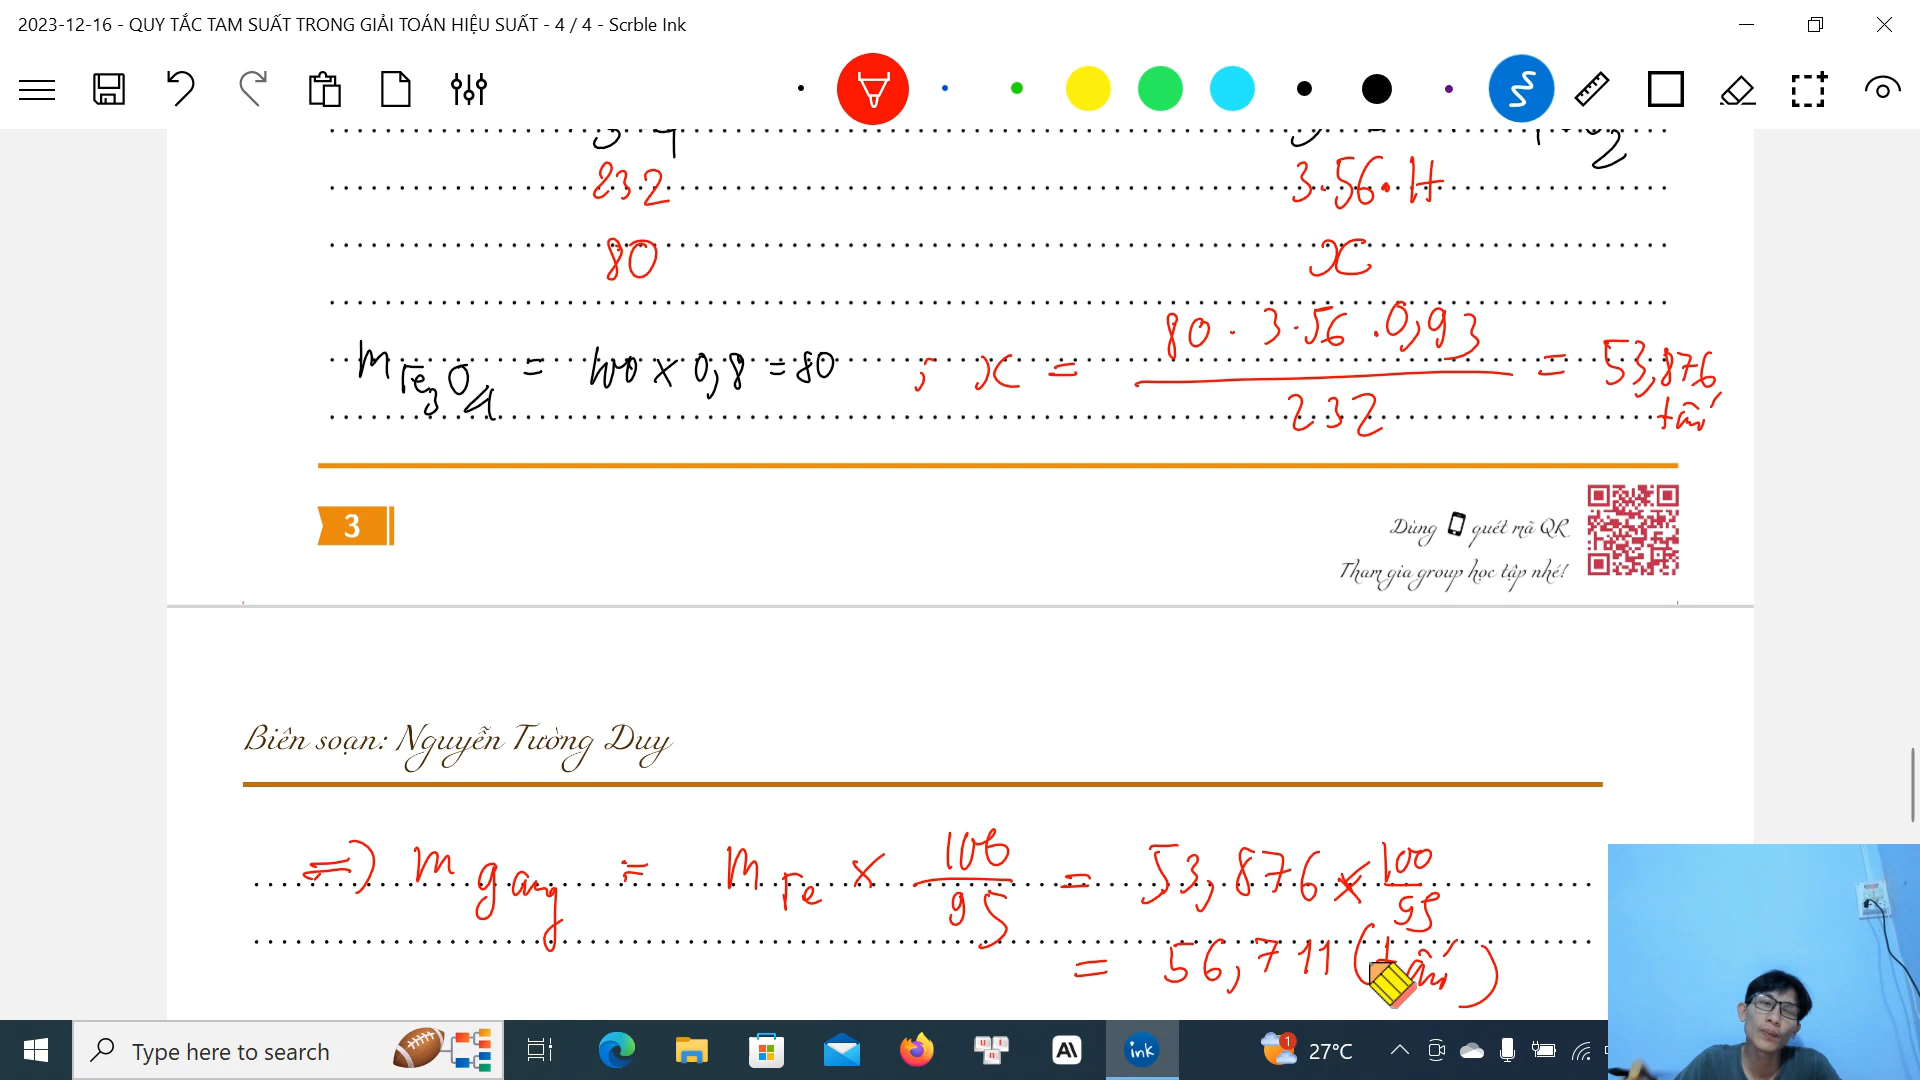 2023-12-16 - QUY TẮC TAM SUẤT TRONG GIẢI TOÁN HIỆU SUẤT - 4 / 4 - Scrble Ink
232 3.56.H
80 x
m Fe3O4 = 100 x 0,8 = 80 ; x = 80.3.56.0,93 / 232 = 53,876 tấn
3
Dùng quét mã QR
Tham gia group học tập nhé!
Biên soạn: Nguyễn Tường Duy
=> m gang = m Fe x 100/95 = 53,876 x 100/95
= 56,711 (tấn)
Type here to search
ink
1
27°C